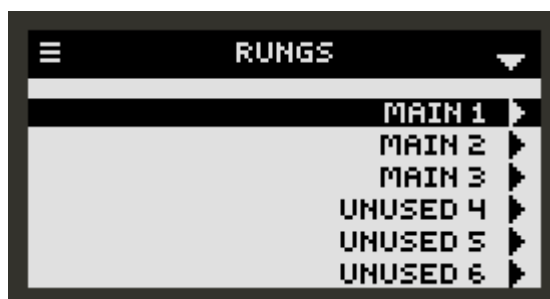 RUNGS
MAIN 1
MAIN 2
MAIN 3
UNUSED 4
UNUSED 5
UNUSED 6